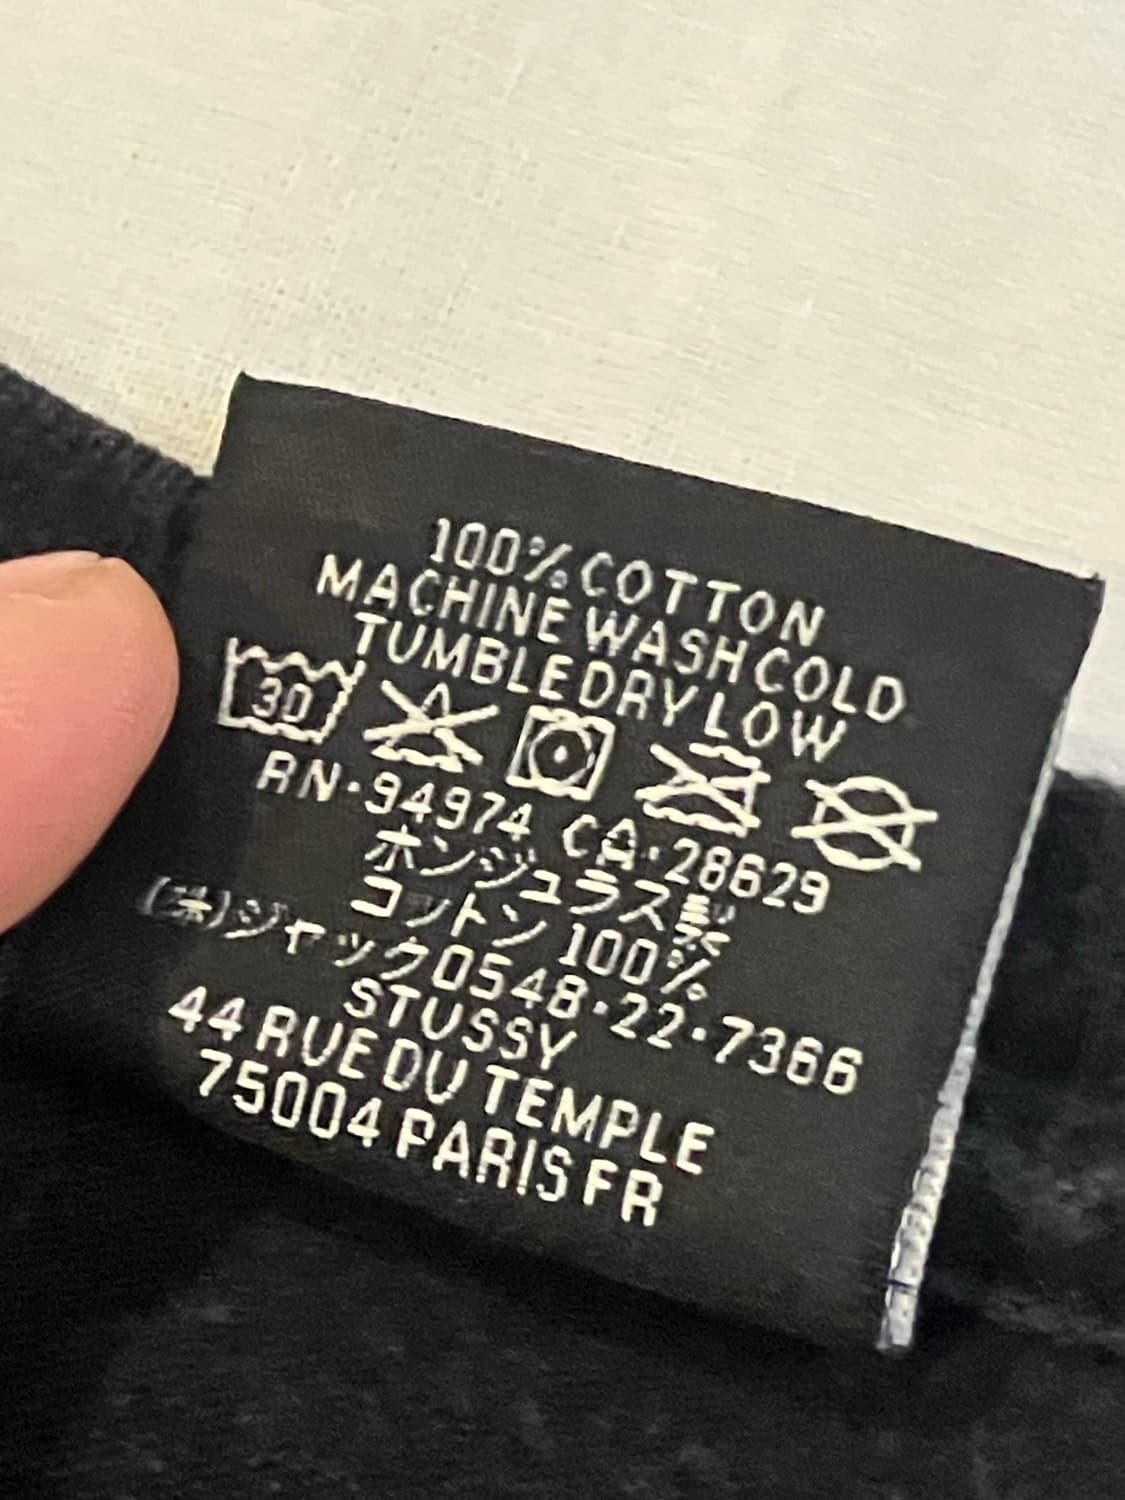 100% COTTON
MACHINE WASH COLD
TUMBLE DRY LOW
30
RN·94974 CA·28629
ホンジュラス製
コットン 100%
(株)ジャック0548·22·7366
STUSSY
44 RUE DU TEMPLE
75004 PARIS FR